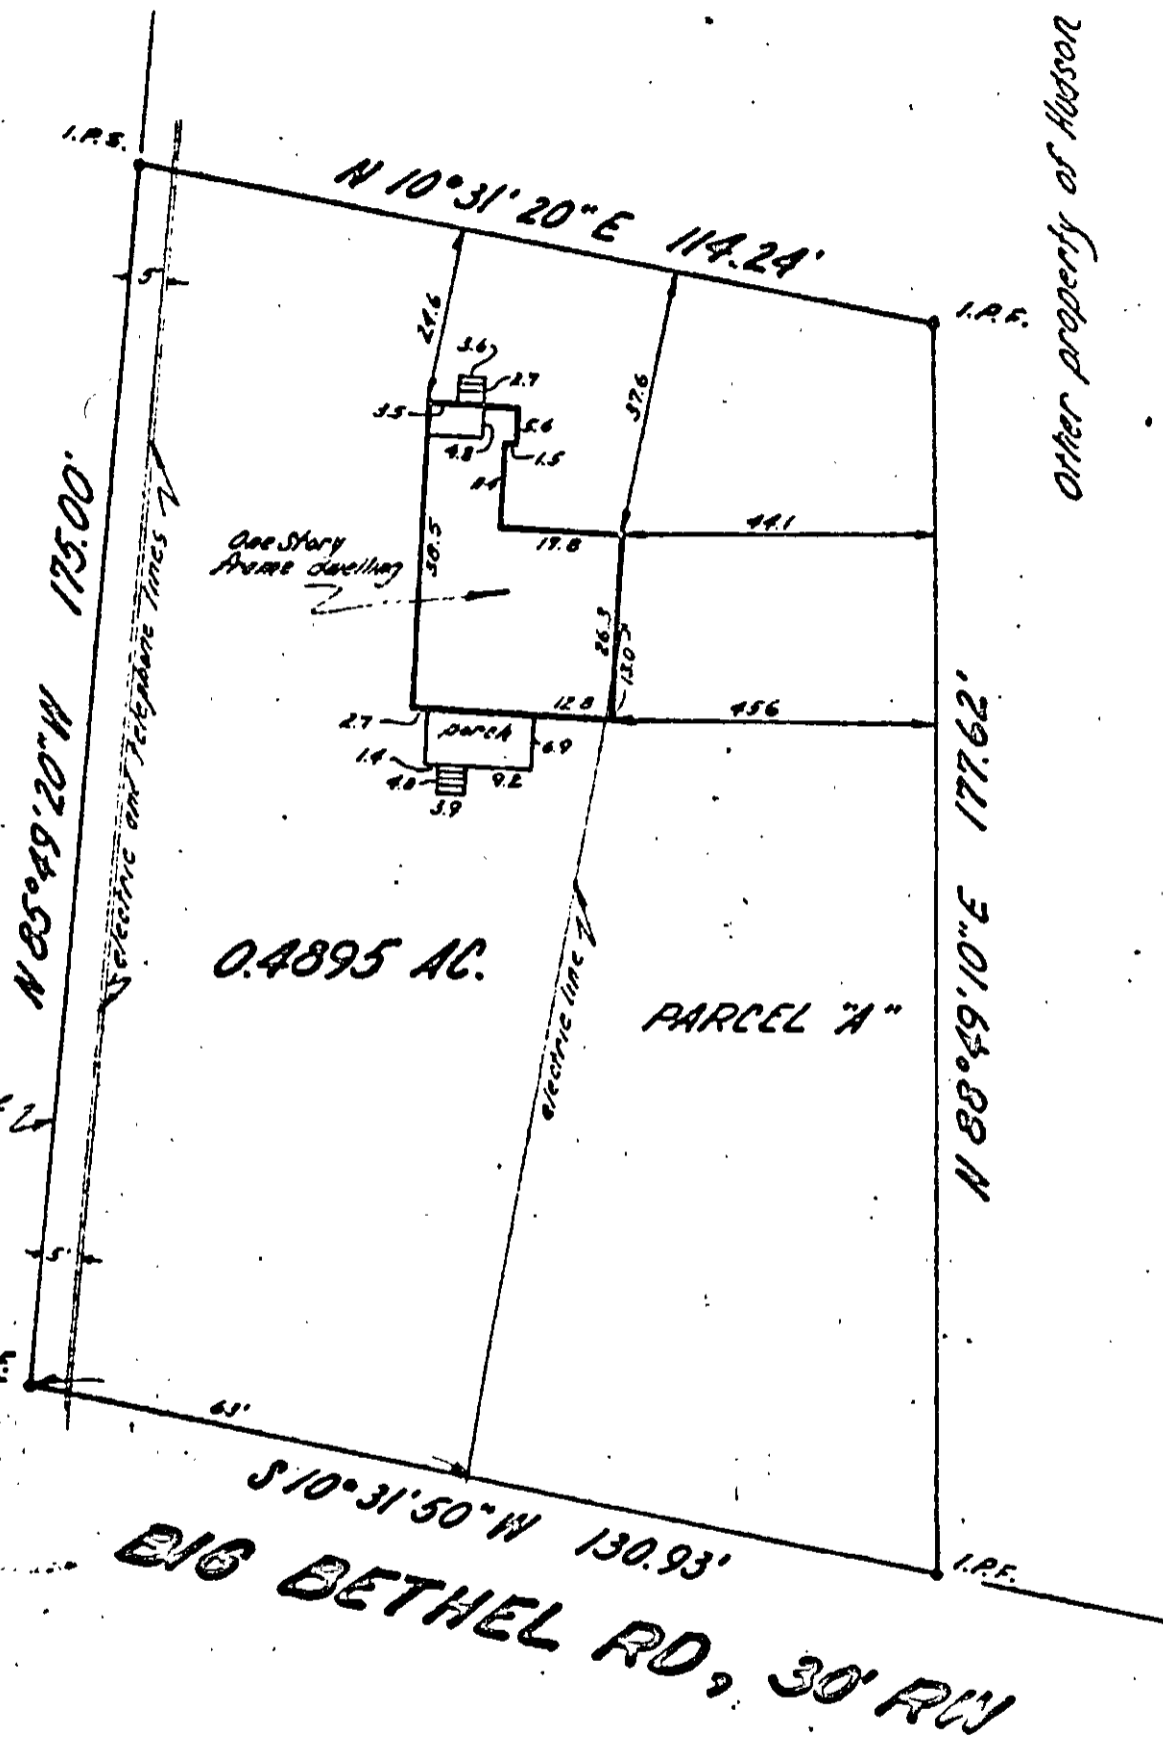 Other property of Hudson
I.P.S.
N 10°31'20"E 114.24'
I.P.F.
5'
24.6
37.6
3.6
2.7
3.5
5.6
4.8
1.5
17.8
44.1
One Story
frame dwelling
38.5
26.3
13.0
N 85°49'20"W 175.00'
electric and telephone lines
2.7
12.8
45.6
porch
6.9
1.4
4.0
9.2
3.9
N 88°49'10"E 177.62'
0.4895 AC.
electric line
PARCEL "A"
5'
63'
S 10°31'50"W 130.93'
I.P.F.
BIG BETHEL RD, 30' RW